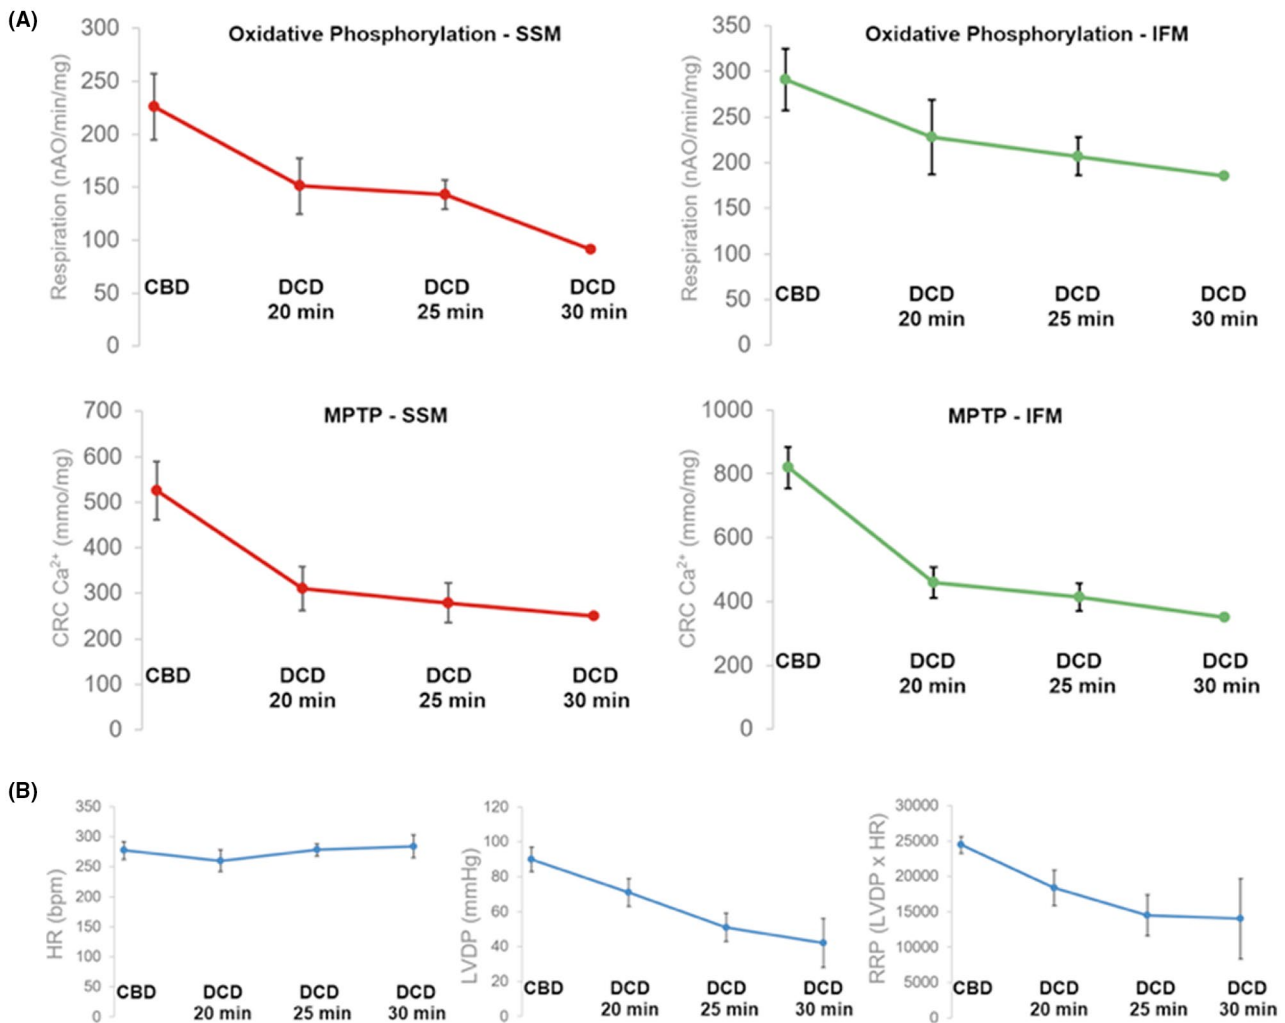 (A)
Oxidative Phosphorylation - SSM
Respiration (nAO/min/mg)
300
250
200
150
100
50
0
CBD
DCD
20 min
DCD
25 min
DCD
30 min
Oxidative Phosphorylation - IFM
Respiration (nAO/min/mg)
350
300
250
200
150
100
50
0
CBD
DCD
20 min
DCD
25 min
DCD
30 min
MPTP - SSM
CRC Ca²⁺ (mmo/mg)
700
600
500
400
300
200
100
0
CBD
DCD
20 min
DCD
25 min
DCD
30 min
MPTP - IFM
CRC Ca²⁺ (mmo/mg)
1000
800
600
400
200
0
CBD
DCD
20 min
DCD
25 min
DCD
30 min
(B)
HR (bpm)
350
300
250
200
150
100
50
0
CBD
DCD
20 min
DCD
25 min
DCD
30 min
LVDP (mmHg)
120
100
80
60
40
20
0
CBD
DCD
20 min
DCD
25 min
DCD
30 min
RRP (LVDP x HR)
30000
25000
20000
15000
10000
5000
0
CBD
DCD
20 min
DCD
25 min
DCD
30 min